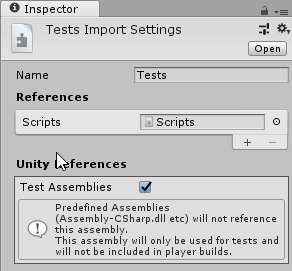 Inspector
Tests Import Settings
Open
Name Tests
References
Scripts Scripts
+ −
Unity References
Test Assemblies
Predefined Assemblies
(Assembly-CSharp.dll etc) will not reference
this assembly.
This assembly will only be used for tests and
will not be included in player builds.